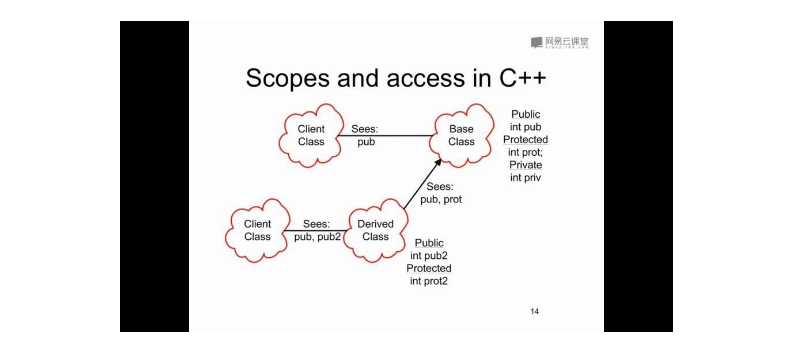 网易云课堂
Scopes and access in C++
Client
Class
Sees:
pub
Base
Class
Public
int pub
Protected
int prot;
Private
int priv
Sees:
pub, prot
Client
Class
Sees:
pub, pub2
Derived
Class
Public
int pub2
Protected
int prot2
14